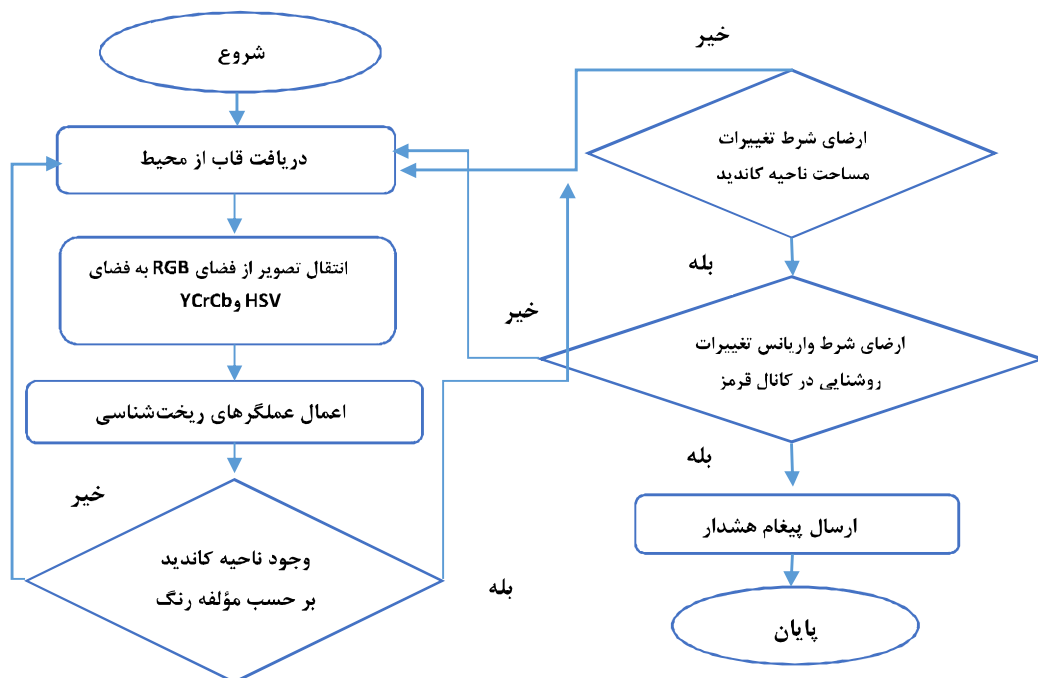 شروع
دریافت قاب از محیط
انتقال تصویر از فضای RGB به فضای
HSV وYCrCb
اعمال عملگرهای ریخت‌شناسی
خیر
وجود ناحیه کاندید
بر حسب مؤلفه رنگ
بله
خیر
ارضای شرط تغییرات
مساحت ناحیه کاندید
بله
خیر
ارضای شرط واریانس تغییرات
روشنایی در کانال قرمز
بله
ارسال پیغام هشدار
پایان